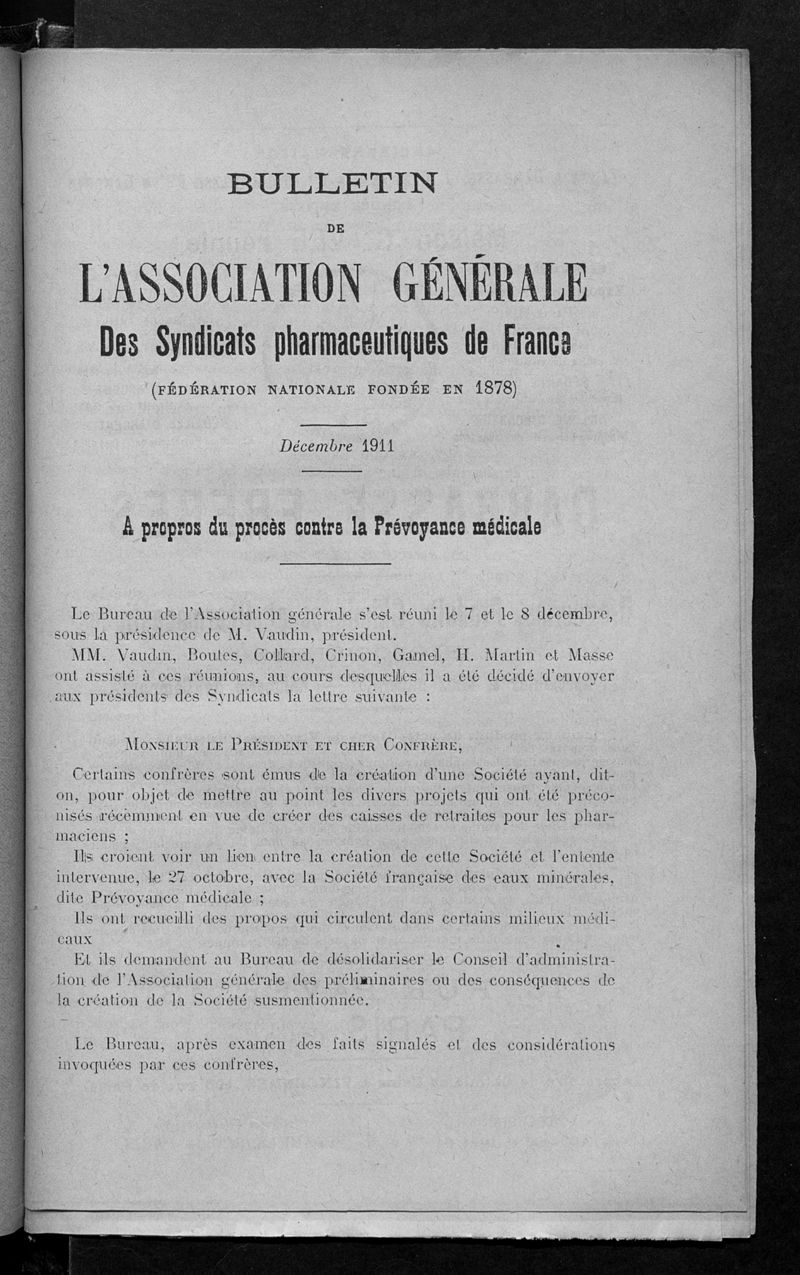 BULLETIN
DE
L'ASSOCIATION GÉNÉRALE
Des Syndicats pharmaceutiques de France
(FÉDÉRATION NATIONALE FONDÉE EN 1878)
Décembre 1911
A propros du procès contre la Prévoyance médicale
Le Bureau de l'Association générale s'est réuni le 7 et le 8 décembre,
sous la présidence de M. Vaudin, président.
MM. Vaudin, Boutes, Collard, Crinon, Gamel, H. Martin et Masse
ont assisté à ces réunions, au cours desquelles il a été décidé d'envoyer
aux présidents des Syndicats la lettre suivante :
MONSIEUR LE PRÉSIDENT ET CHER CONFRÈRE,
Certains confrères sont émus de la création d'une Société ayant, dit-
on, pour objet de mettre au point les divers projets qui ont été préco-
nisés récemment en vue de créer des caisses de retraites pour les phar-
maciens ;
Ils croient voir un lien entre la création de cette Société et l'entente
intervenue, le 27 octobre, avec la Société française des eaux minérales,
dite Prévoyance médicale ;
Ils ont recueilli des propos qui circulent dans certains milieux médi-
caux
Et ils demandent au Bureau de désolidariser le Conseil d'administra-
tion de l'Association générale des préliminaires ou des conséquences de
la création de la Société susmentionnée.
Le Bureau, après examen des faits signalés et des considérations
invoquées par ces confrères,